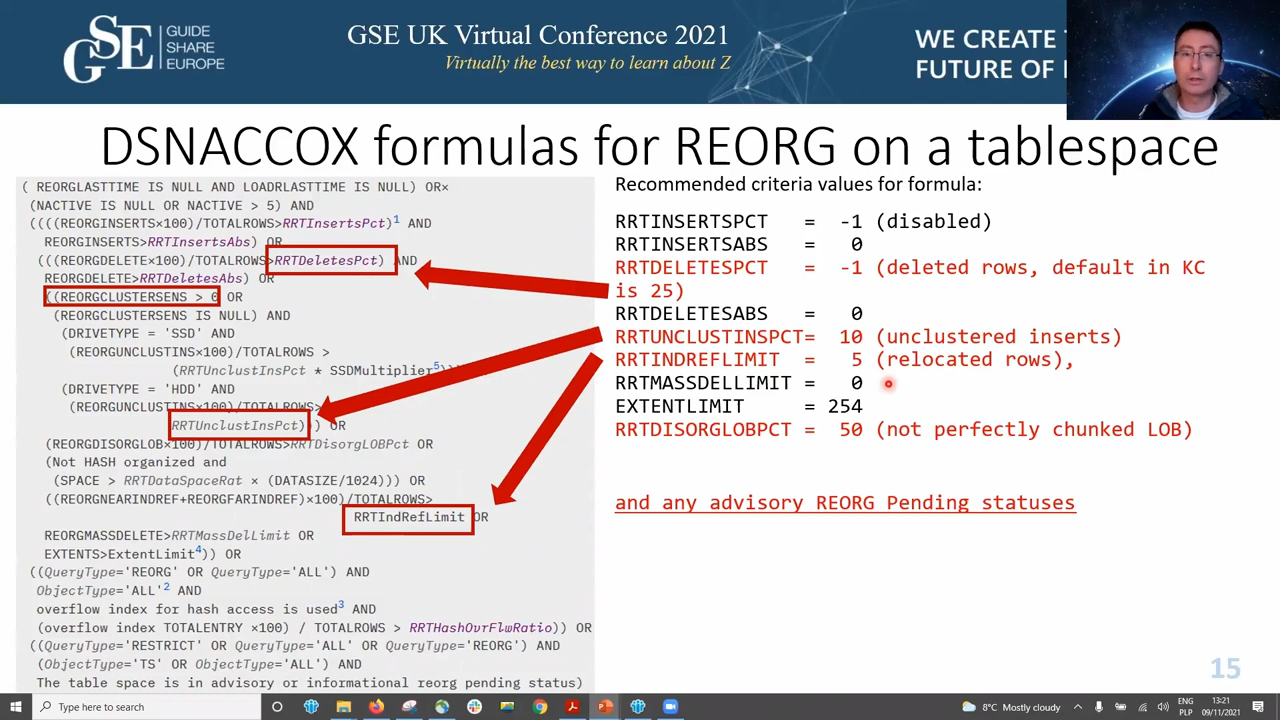 GSE
GUIDE
SHARE
EUROPE
GSE UK Virtual Conference 2021
Virtually the best way to learn about Z
WE CREATE T
FUTURE OF
DSNACCOX formulas for REORG on a tablespace
( REORGLASTTIME IS NULL AND LOADRLASTTIME IS NULL) OR×
(NACTIVE IS NULL OR NACTIVE > 5) AND
((((REORGINSERTS×100)/TOTALROWS>RRTInsertsPct)1 AND
REORGINSERTS>RRTInsertsAbs) OR
(((REORGDELETE×100)/TOTALROWS>RRTDeletesPct) AND
REORGDELETE>RRTDeletesAbs) OR
((REORGCLUSTERSENS > 0 OR
(REORGCLUSTERSENS IS NULL) AND
(DRIVETYPE = 'SSD' AND
(REORGUNCLUSTINS×100)/TOTALROWS >
(RRTUnclustInsPct * SSDMultiplier5))
(DRIVETYPE = 'HDD' AND
(REORGUNCLUSTINS×100)/TOTALROWS>
RRTUnclustInsPct))) OR
(REORGDISORGLOB×100)/TOTALROWS>RRTDisorgLOBPct OR
(Not HASH organized and
(SPACE > RRTDataSpaceRat × (DATASIZE/1024))) OR
((REORGNEARINDREF+REORGFARINDREF)×100)/TOTALROWS>
RRTIndRefLimit OR
REORGMASSDELETE>RRTMassDelLimit OR
EXTENTS>ExtentLimit4)) OR
((QueryType='REORG' OR QueryType='ALL') AND
ObjectType='ALL'2 AND
overflow index for hash access is used3 AND
(overflow index TOTALENTRY ×100) / TOTALROWS > RRTHashOvrFlwRatio)) OR
((QueryType='RESTRICT' OR QueryType='ALL' OR QueryType='REORG') AND
(ObjectType='TS' OR ObjectType='ALL') AND
The table space is in advisory or informational reorg pending status)
Recommended criteria values for formula:
RRTINSERTSPCT = -1 (disabled)
RRTINSERTSABS = 0
RRTDELETESPCT = -1 (deleted rows, default in KC
is 25)
RRTDELETESABS = 0
RRTUNCLUSTINSPCT= 10 (unclustered inserts)
RRTINDREFLIMIT = 5 (relocated rows),
RRTMASSDELLIMIT = 0
EXTENTLIMIT = 254
RRTDISORGLOBPCT = 50 (not perfectly chunked LOB)
and any advisory REORG Pending statuses
15
Type here to search
8°C Mostly cloudy
ENG
PLP
13:21
09/11/2021